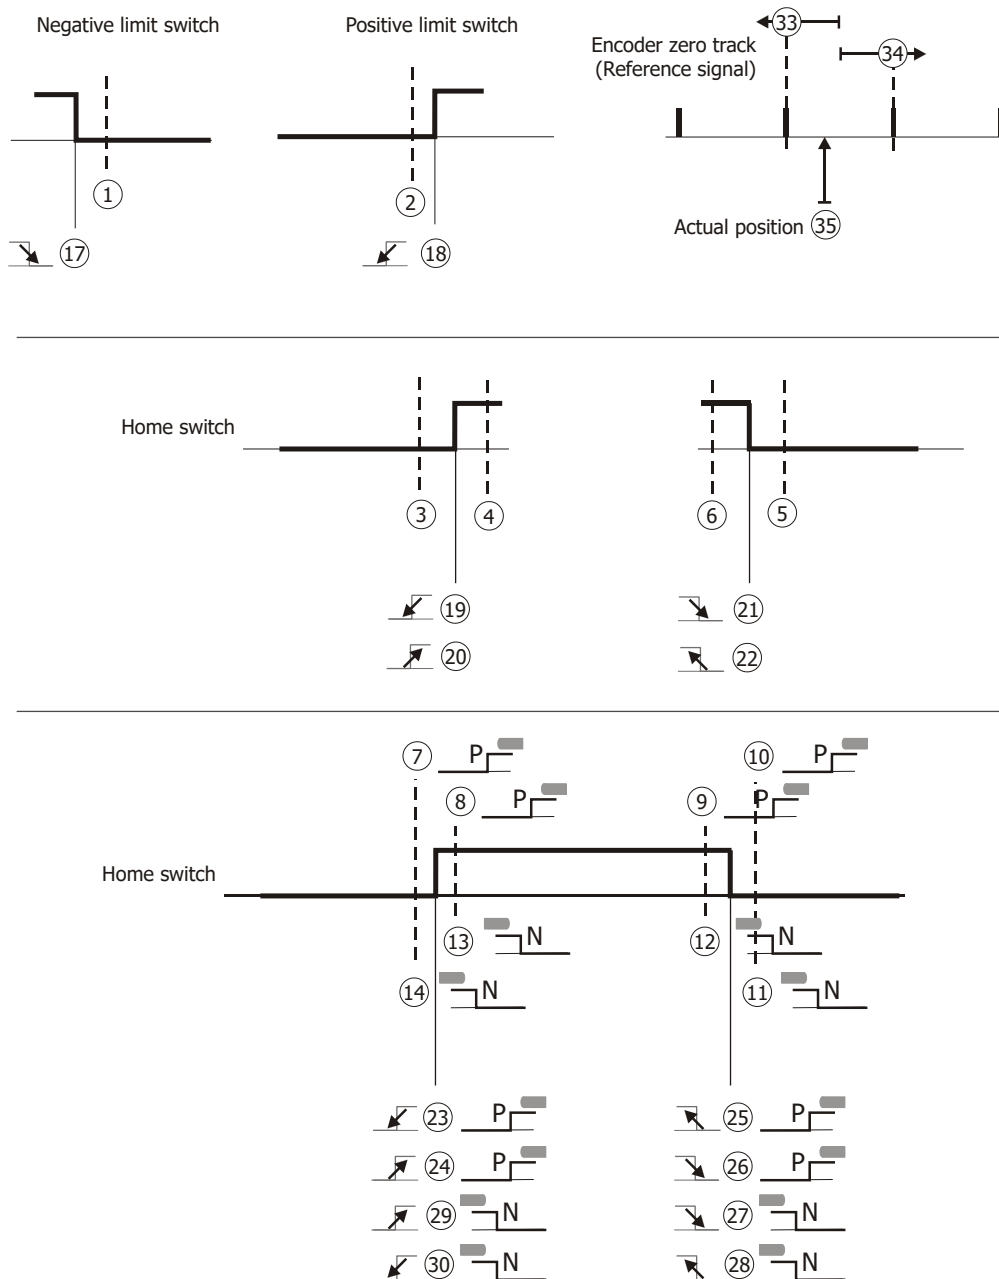 Negative limit switch
Positive limit switch
Encoder zero track
(Reference signal)
33
34
1
2
Actual position 35
17
18
Home switch
3
4
6
5
19
21
20
22
7 P
10 P
8 P
9 P
Home switch
13 N
12 N
14 N
11 N
23 P
25 P
24 P
26 P
29 N
27 N
30 N
28 N